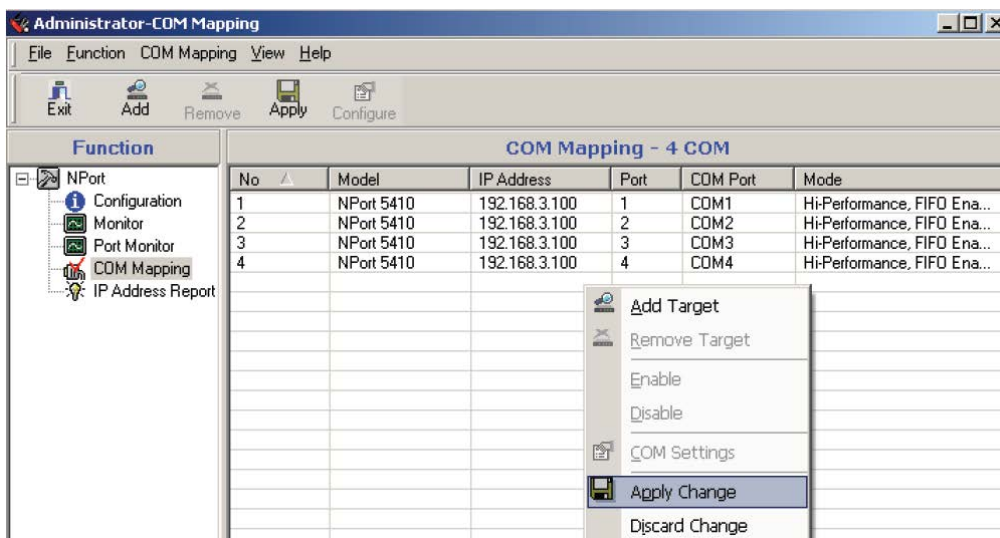 Administrator-COM Mapping
File Function COM Mapping View Help
Exit Add Remove Apply Configure
Function
COM Mapping - 4 COM
NPort
Configuration
Monitor
Port Monitor
COM Mapping
IP Address Report
No Model IP Address Port COM Port Mode
1 NPort 5410 192.168.3.100 1 COM1 Hi-Performance, FIFO Ena...
2 NPort 5410 192.168.3.100 2 COM2 Hi-Performance, FIFO Ena...
3 NPort 5410 192.168.3.100 3 COM3 Hi-Performance, FIFO Ena...
4 NPort 5410 192.168.3.100 4 COM4 Hi-Performance, FIFO Ena...
Add Target
Remove Target
Enable
Disable
COM Settings
Apply Change
Discard Change